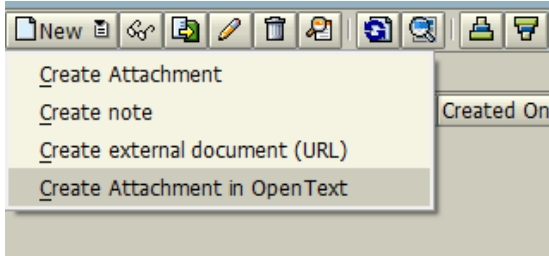 New
Create Attachment
Create note
Created On
Create external document (URL)
Create Attachment in OpenText